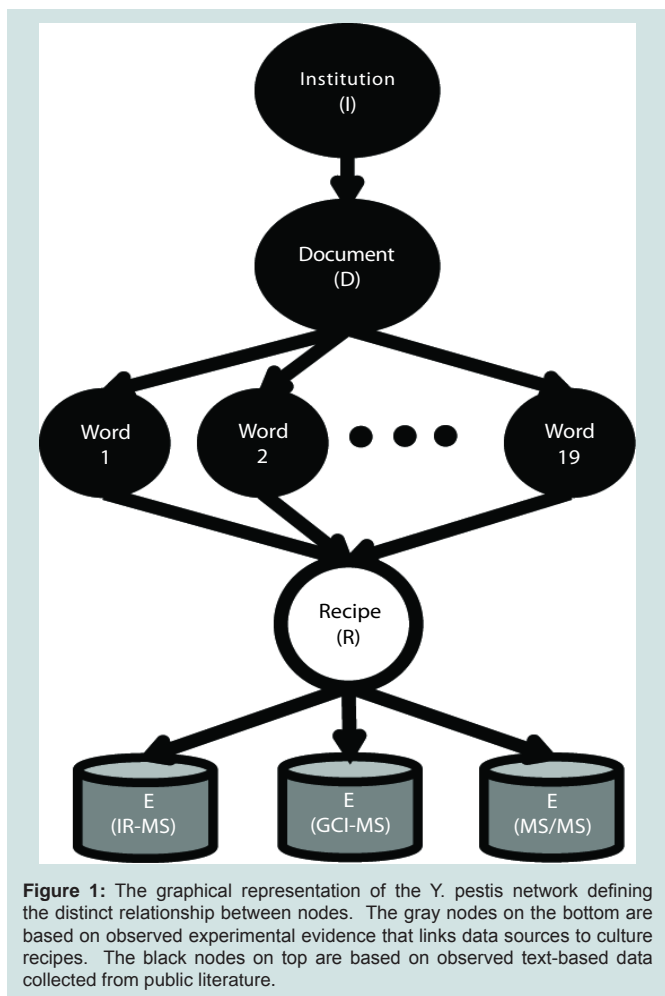 Institution
(I)
Document
(D)
Word
1
Word
2
Word
19
Recipe
(R)
E
(IR-MS)
E
(GCI-MS)
E
(MS/MS)
Figure 1: The graphical representation of the Y. pestis network defining
the distinct relationship between nodes. The gray nodes on the bottom are
based on observed experimental evidence that links data sources to culture
recipes. The black nodes on top are based on observed text-based data
collected from public literature.